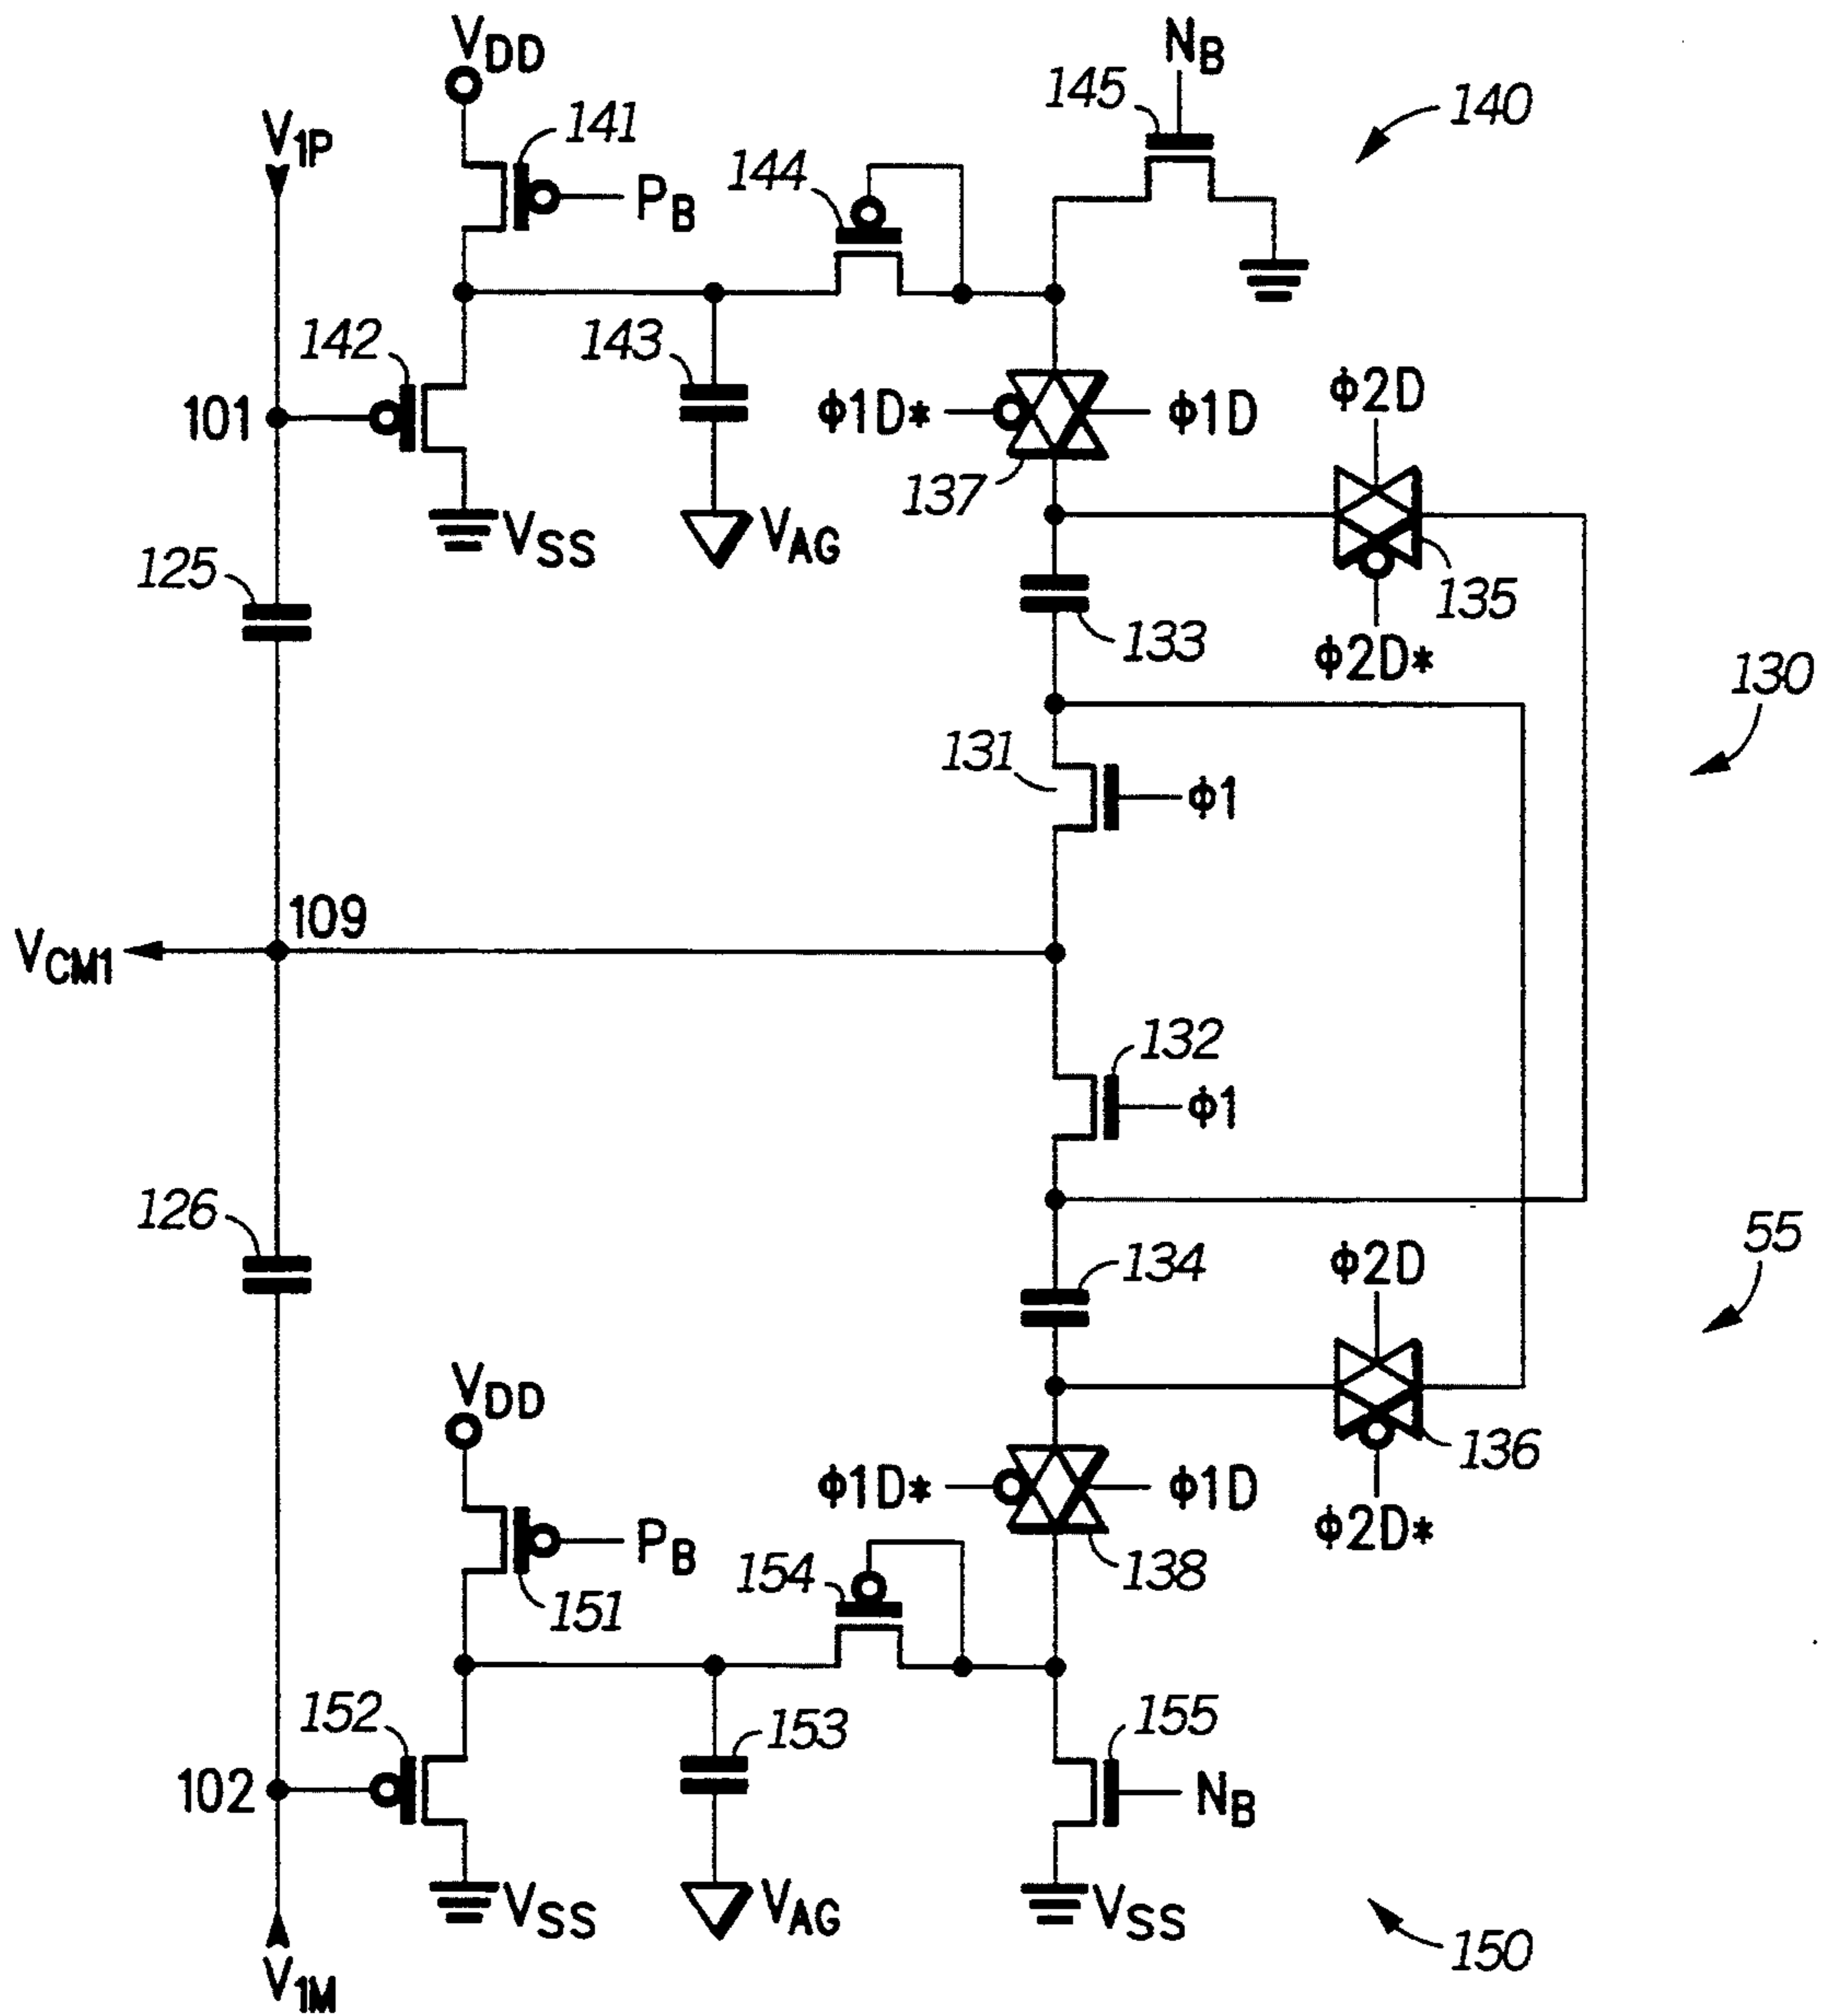 VDD
NB
145
140
V1P
141
144
PB
142
143
101
Φ1D*
Φ1D
Φ2D
137
VSS
VAG
125
135
133
Φ2D*
130
131
Φ1
109
VCM1
132
Φ1
126
55
134
Φ2D
VDD
136
Φ1D*
Φ1D
PB
154
138
Φ2D*
151
152
153
155
102
NB
VSS
VAG
VSS
150
V1M